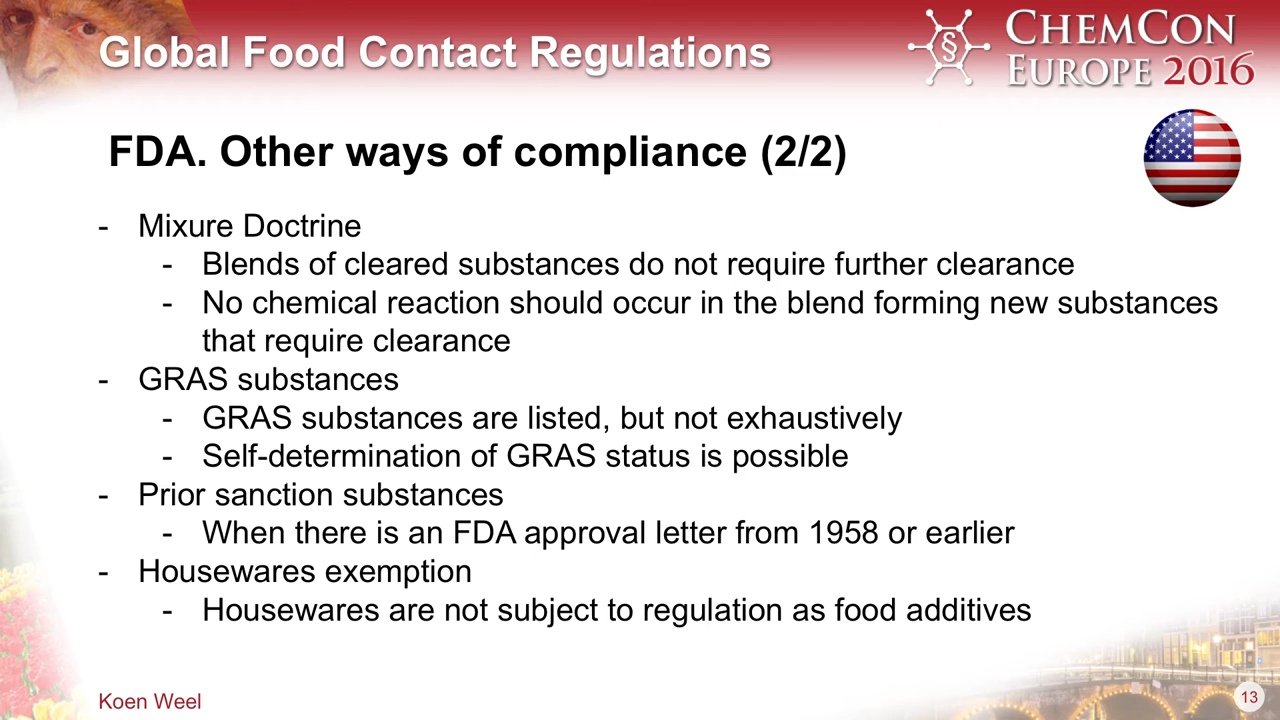 Global Food Contact Regulations
§
CHEMCON
EUROPE 2016
FDA. Other ways of compliance (2/2)
- Mixure Doctrine
- Blends of cleared substances do not require further clearance
- No chemical reaction should occur in the blend forming new substances
that require clearance
- GRAS substances
- GRAS substances are listed, but not exhaustively
- Self-determination of GRAS status is possible
- Prior sanction substances
- When there is an FDA approval letter from 1958 or earlier
- Housewares exemption
- Housewares are not subject to regulation as food additives
Koen Weel
13